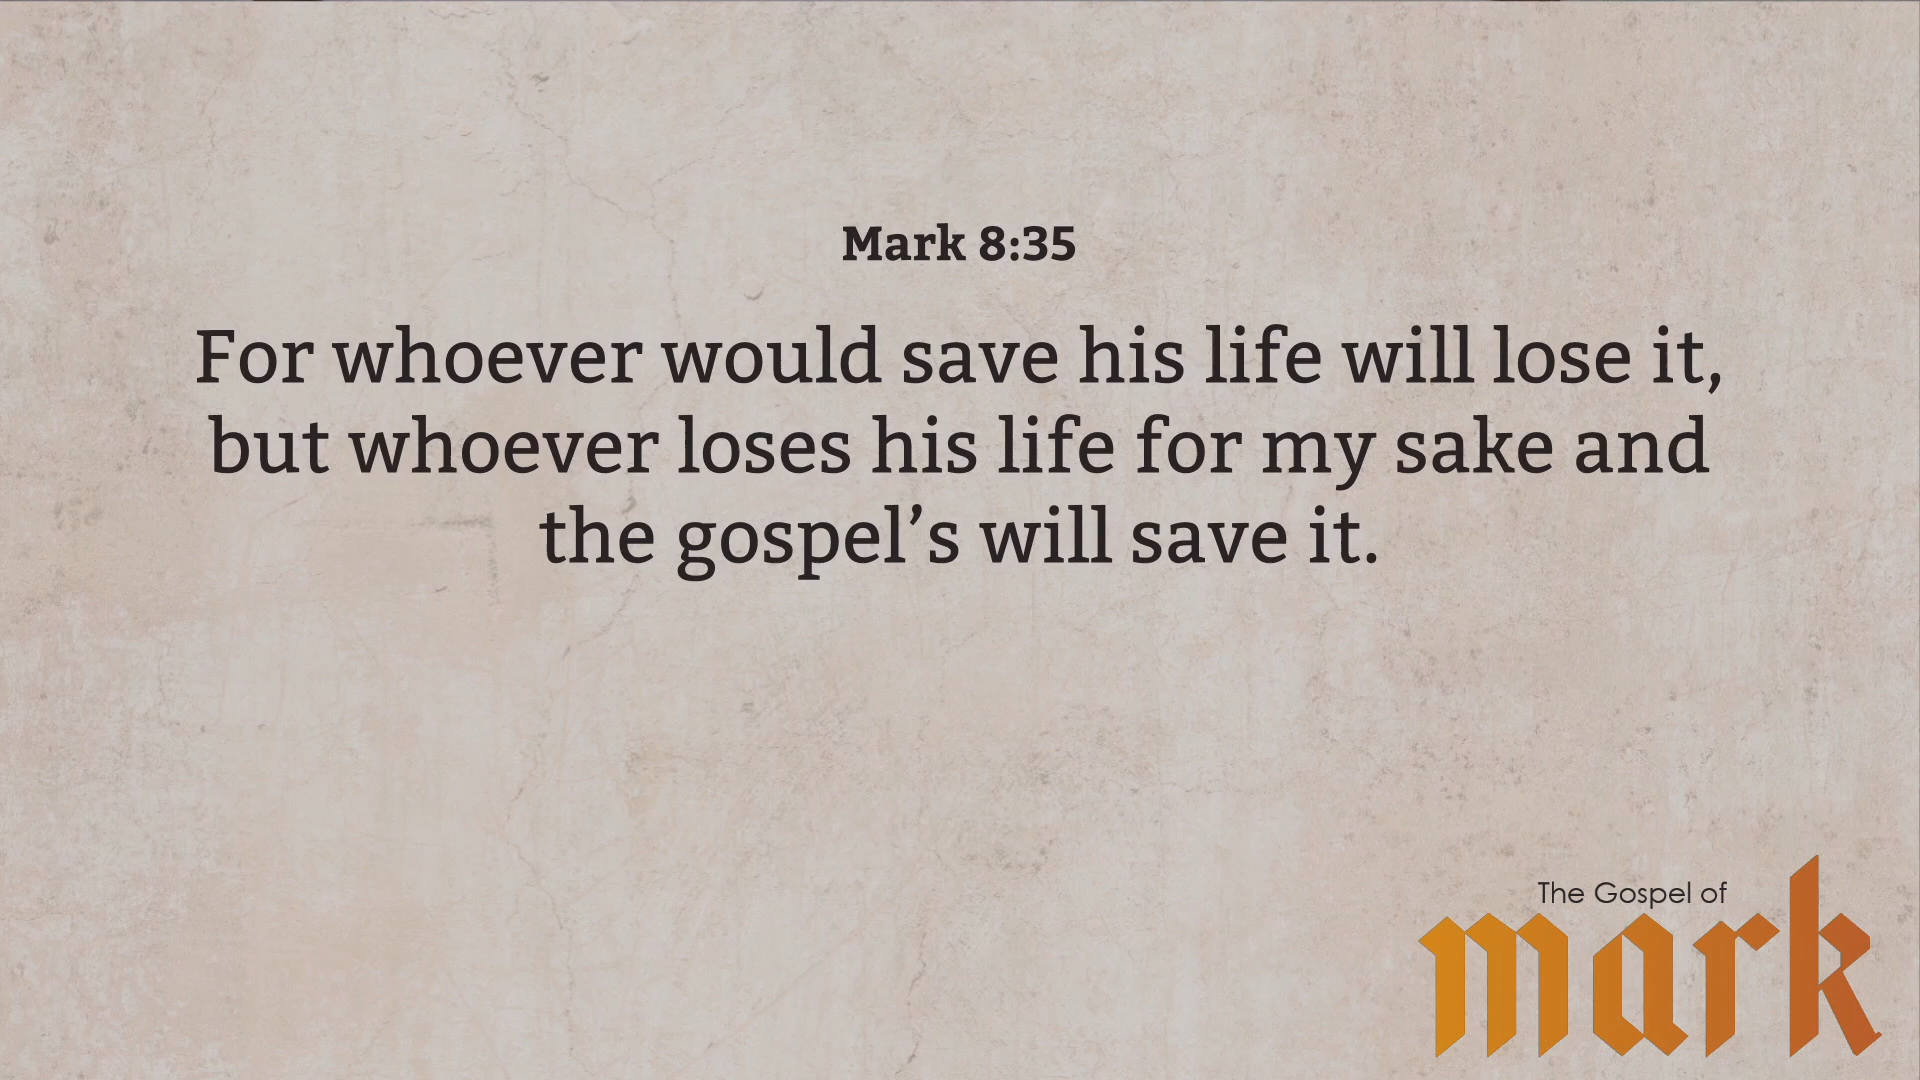 Mark 8:35
For whoever would save his life will lose it,
but whoever loses his life for my sake and
the gospel’s will save it.
The Gospel of
mark